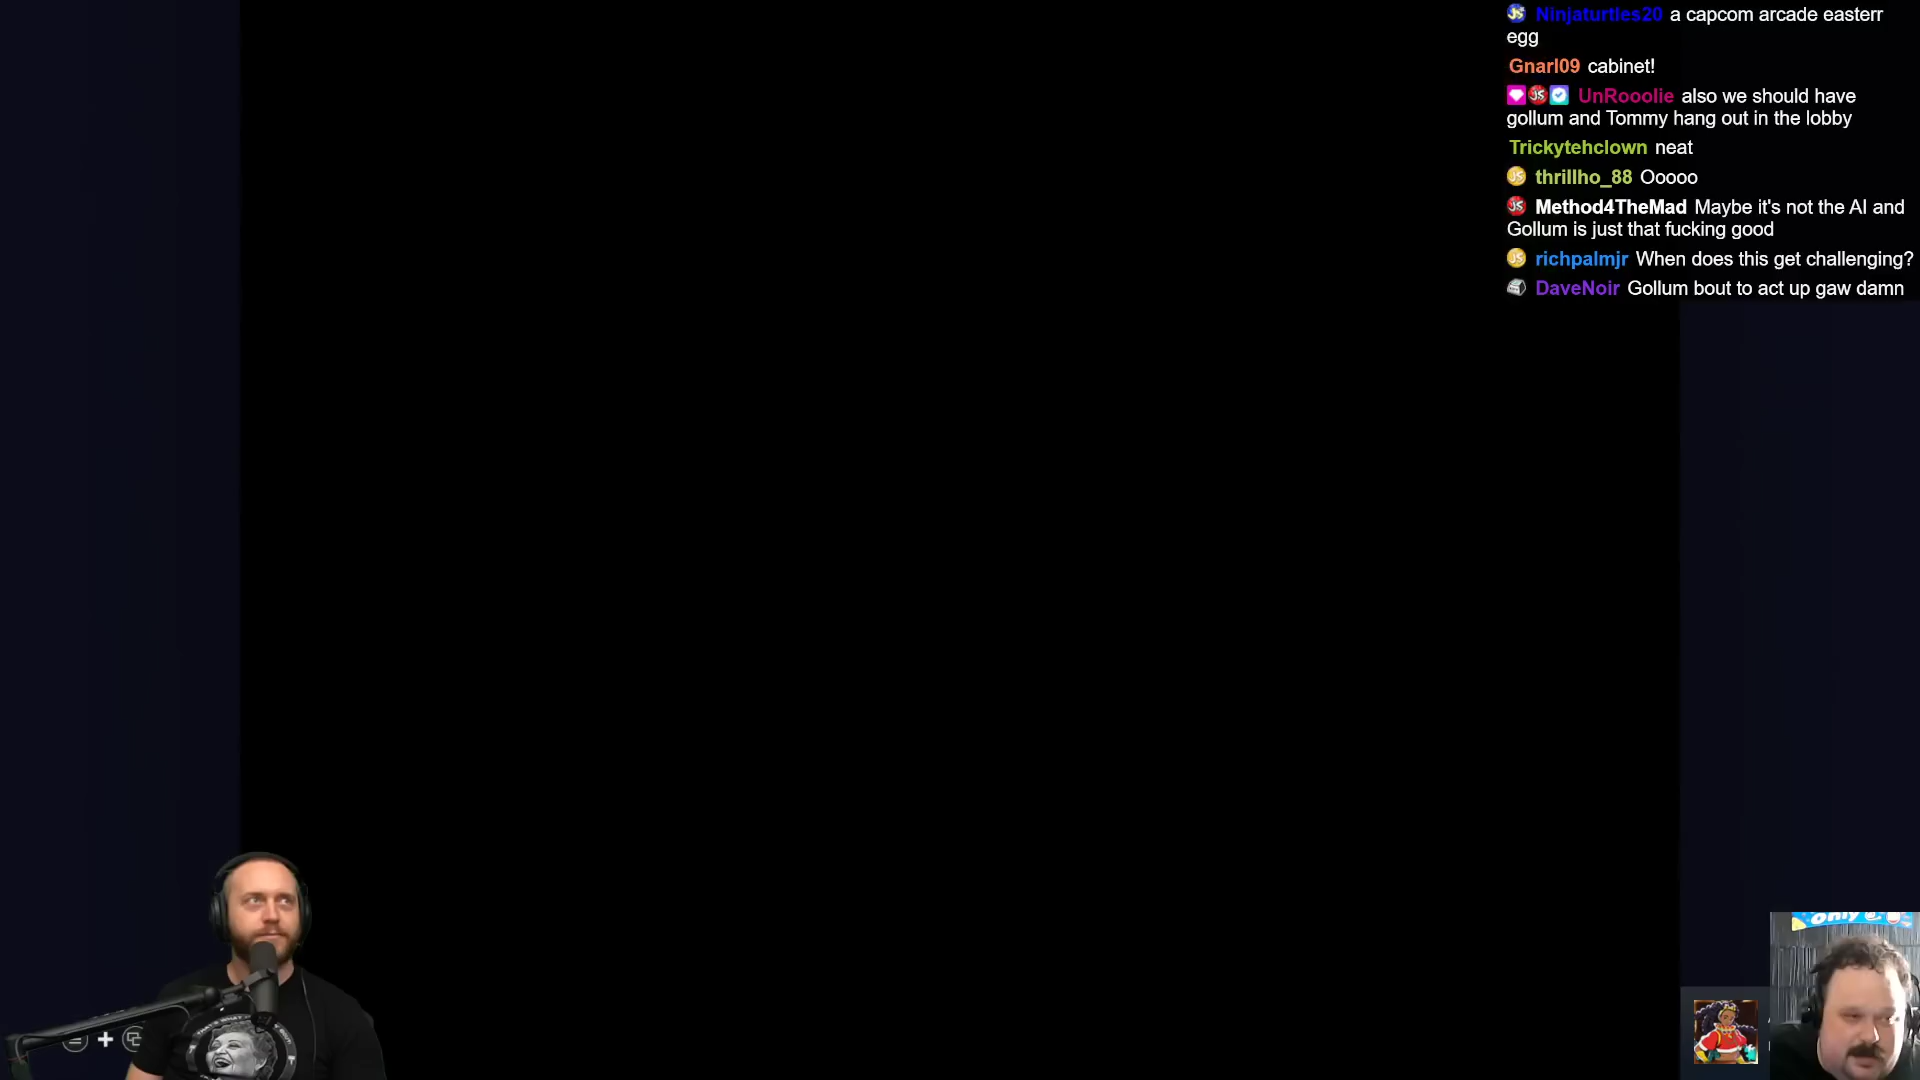 Ninjaturtles20 a capcom arcade easterr
egg
Gnarl09 cabinet!
UnRooolie also we should have
gollum and Tommy hang out in the lobby
Trickytehclown neat
thrillho_88 Ooooo
Method4TheMad Maybe it's not the AI and
Gollum is just that fucking good
richpalmjr When does this get challenging?
DaveNoir Gollum bout to act up gaw damn
only